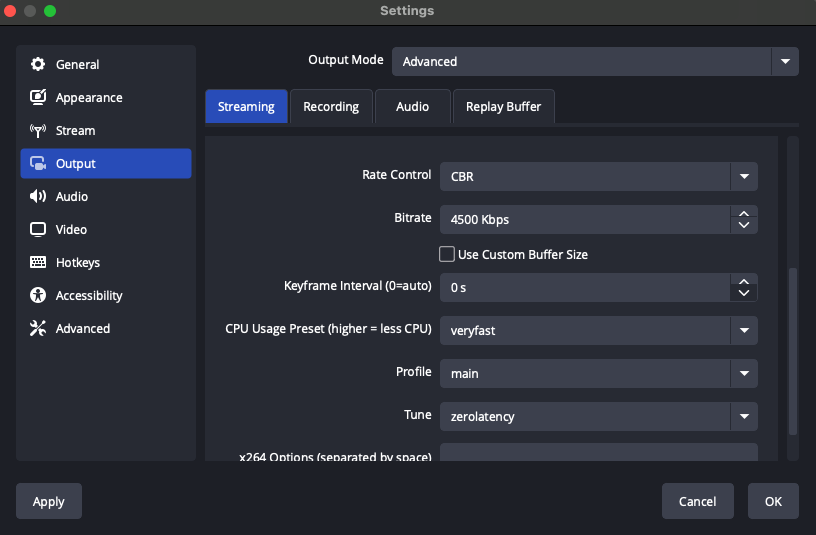 Settings
General
Appearance
Stream
Output
Audio
Video
Hotkeys
Accessibility
Advanced
Output Mode Advanced
Streaming Recording Audio Replay Buffer
Rate Control CBR
Bitrate 4500 Kbps
Use Custom Buffer Size
Keyframe Interval (0=auto) 0 s
CPU Usage Preset (higher = less CPU) veryfast
Profile main
Tune zerolatency
x264 Options (separated by space)
Apply Cancel OK